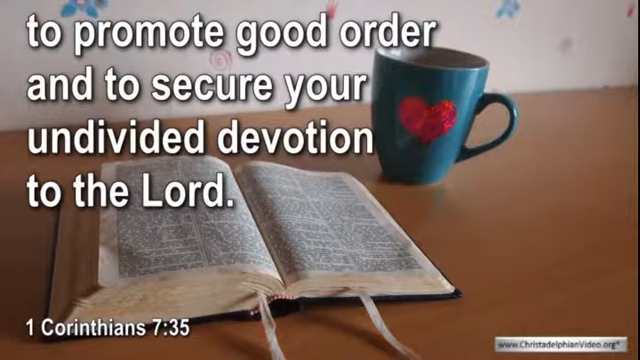 to promote good order
and to secure your
undivided devotion
to the Lord.
1 Corinthians 7:35
www.ChristadelphianVideo.org